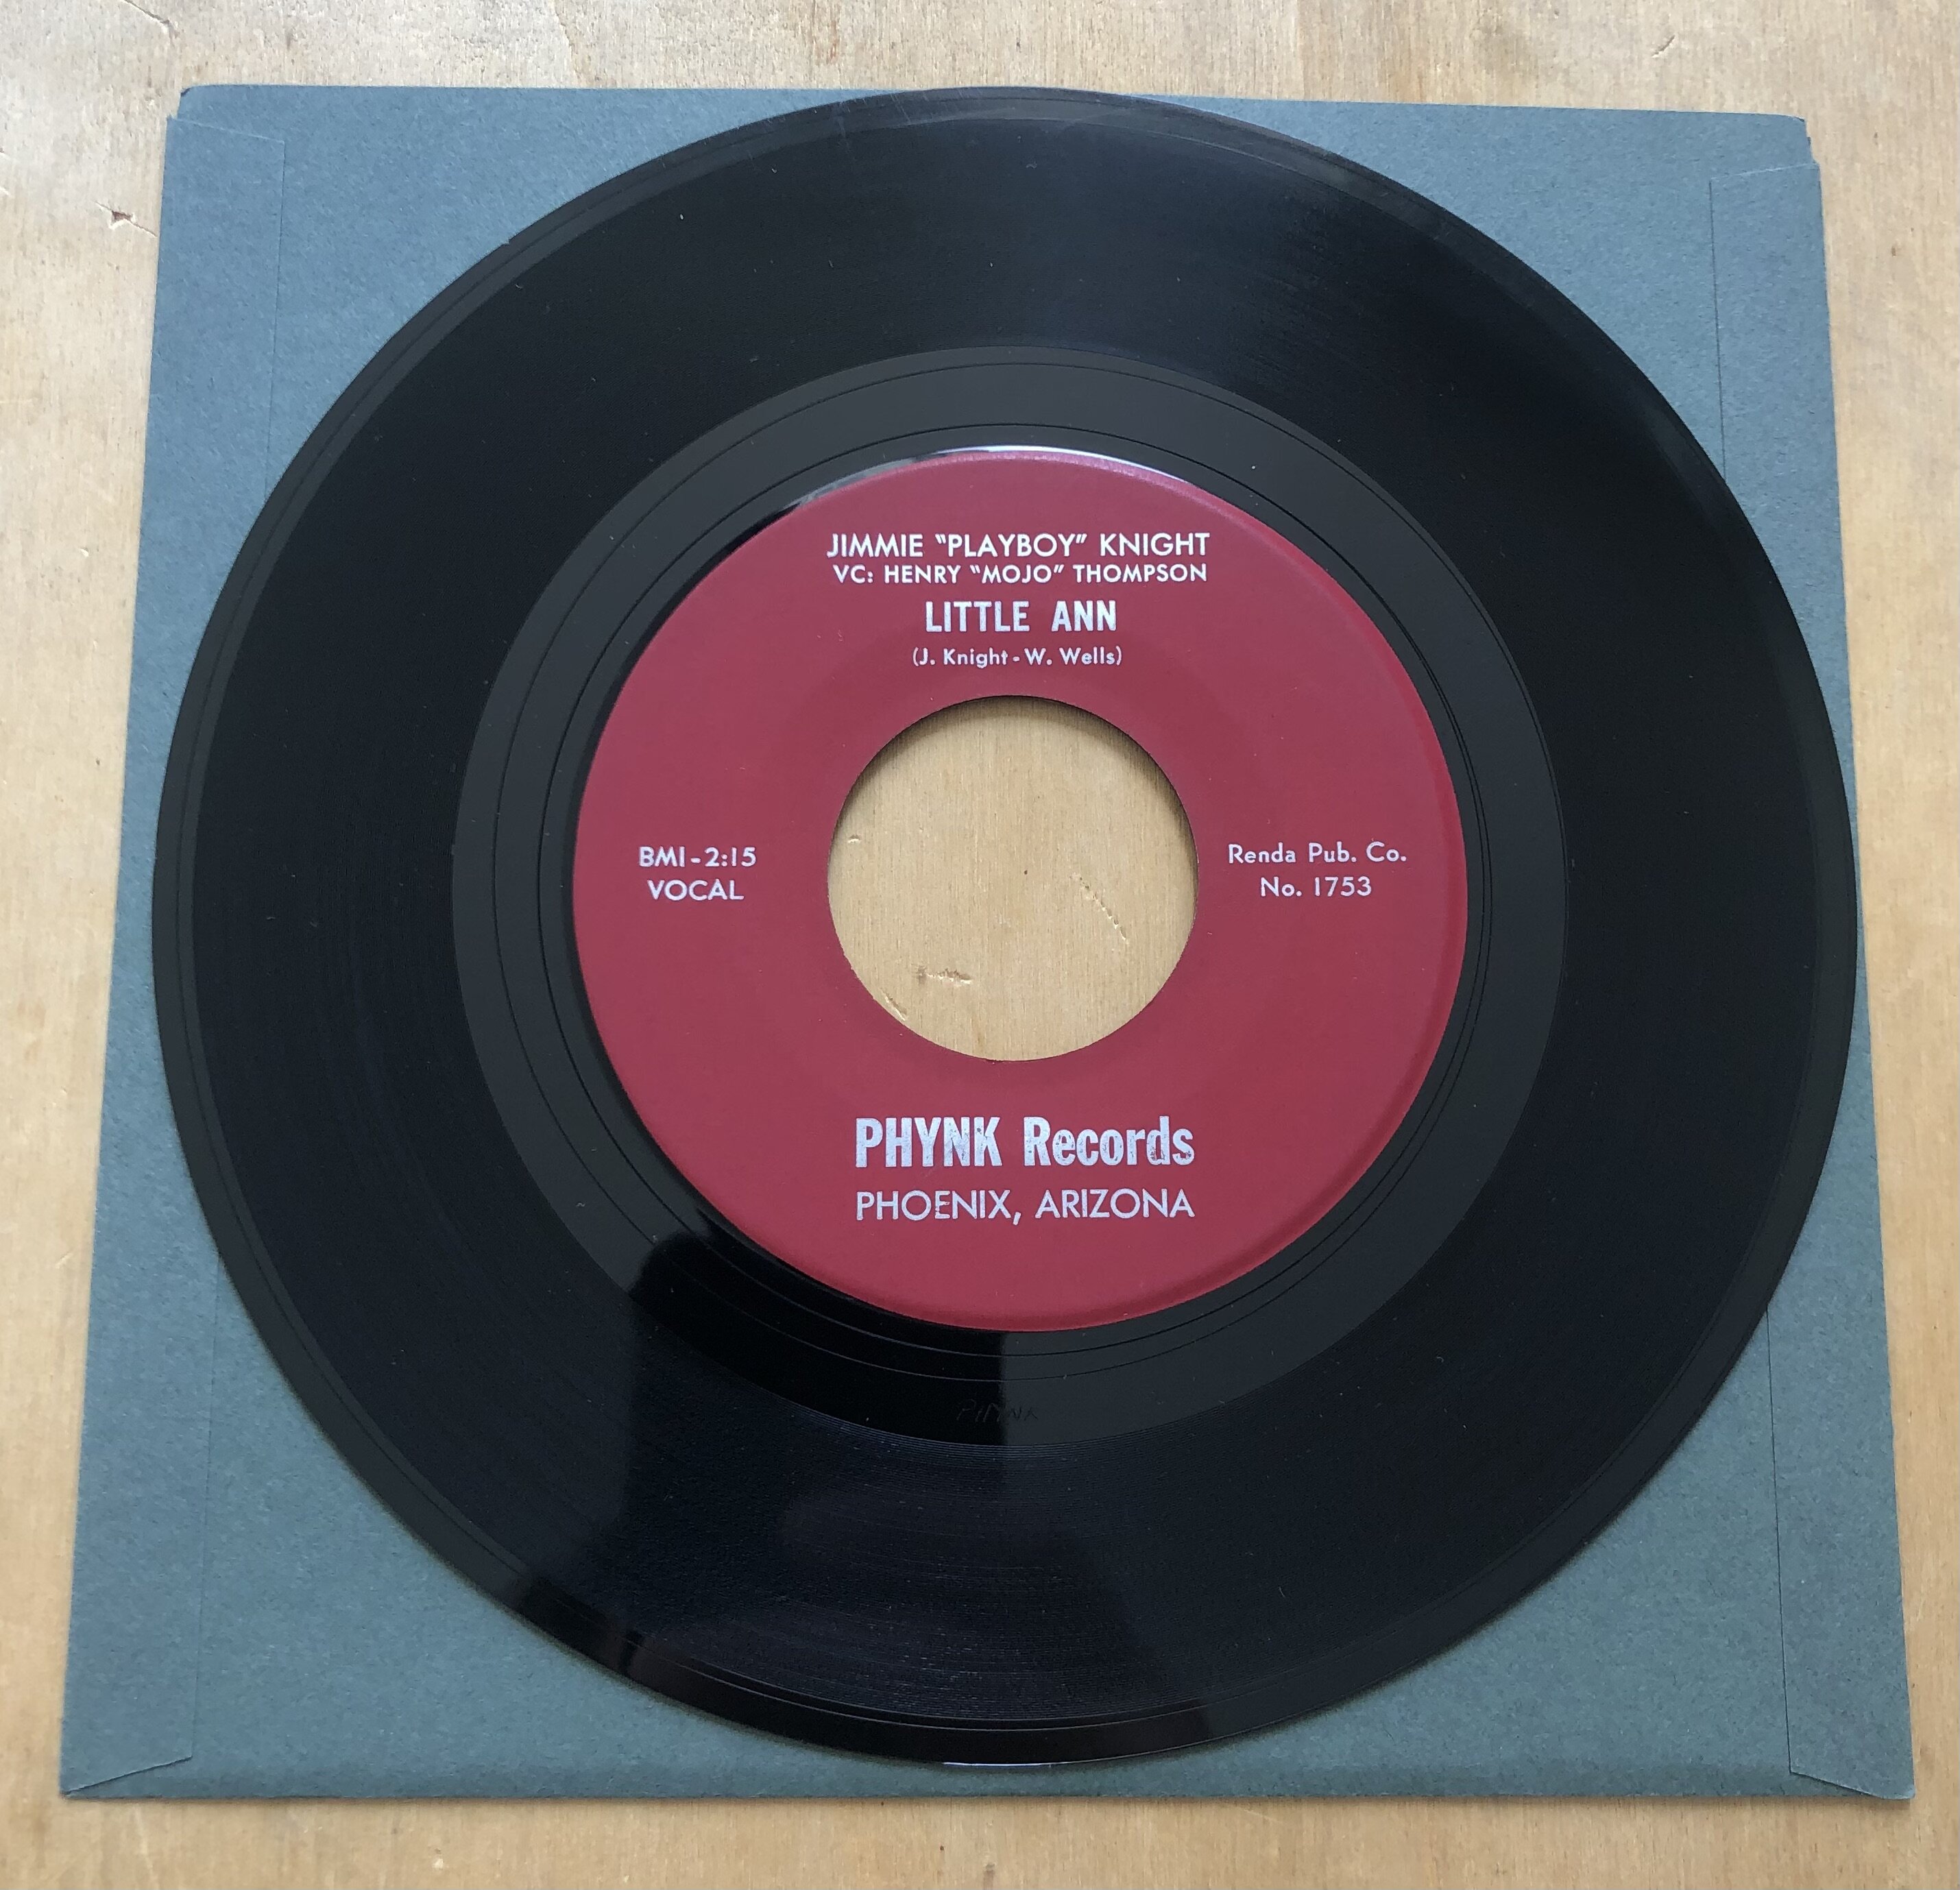 JIMMIE "PLAYBOY" KNIGHT
VC: HENRY "MOJO" THOMPSON
LITTLE ANN
(J. Knight - W. Wells)
BMI - 2:15
VOCAL
Renda Pub. Co.
No. 1753
PHYNK Records
PHOENIX, ARIZONA
PHYNK